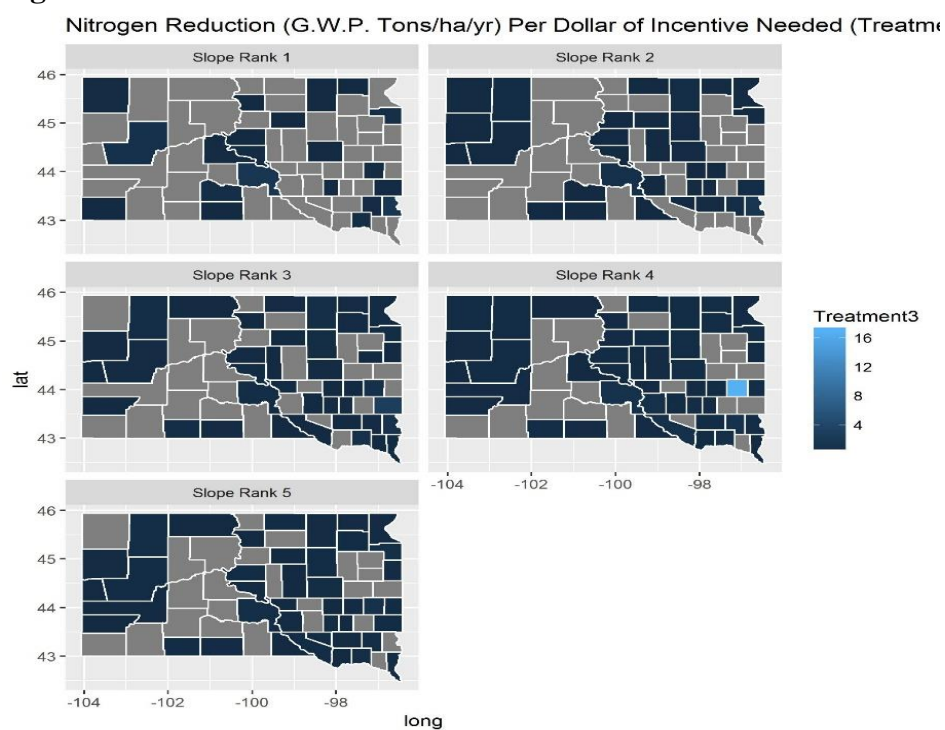 Nitrogen Reduction (G.W.P. Tons/ha/yr) Per Dollar of Incentive Needed (Treatme
Slope Rank 1
Slope Rank 2
46
45
44
43
Slope Rank 3
Slope Rank 4
46
45
44
43
-104
-102
-100
-98
Slope Rank 5
46
45
44
43
-104
-102
-100
-98
lat
long
Treatment3
16
12
8
4